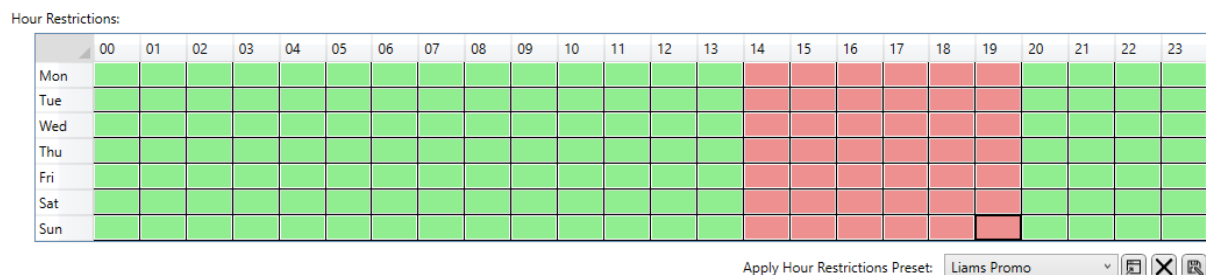 Hour Restrictions:
00 01 02 03 04 05 06 07 08 09 10 11 12 13 14 15 16 17 18 19 20 21 22 23
Mon
Tue
Wed
Thu
Fri
Sat
Sun
Apply Hour Restrictions Preset: Liams Promo